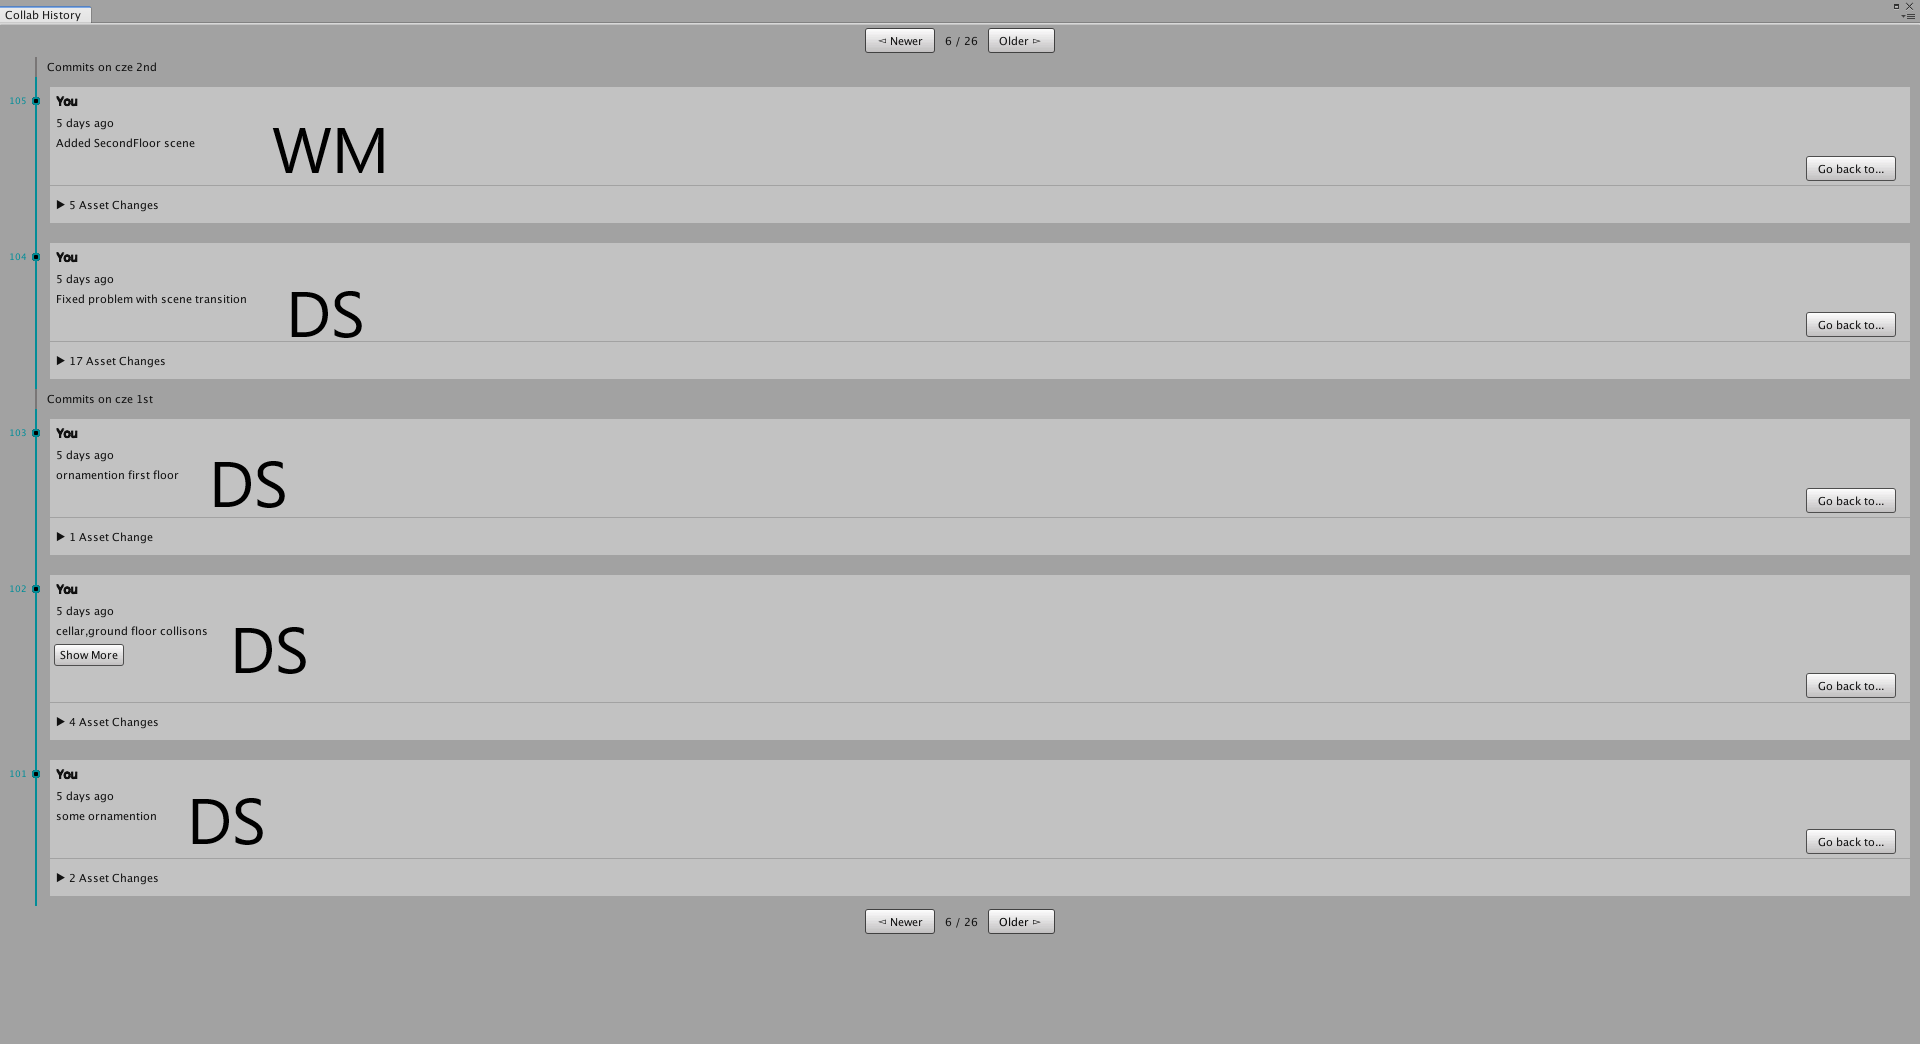 Collab History
◅ Newer 6 / 26 Older ▻
Commits on cze 2nd
105 You
5 days ago
Added SecondFloor scene
WM
Go back to...
▶ 5 Asset Changes
104 You
5 days ago
Fixed problem with scene transition
DS
Go back to...
▶ 17 Asset Changes
Commits on cze 1st
103 You
5 days ago
ornamention first floor
DS
Go back to...
▶ 1 Asset Change
102 You
5 days ago
cellar,ground floor collisons
DS
Show More
Go back to...
▶ 4 Asset Changes
101 You
5 days ago
some ornamention
DS
Go back to...
▶ 2 Asset Changes
◅ Newer 6 / 26 Older ▻